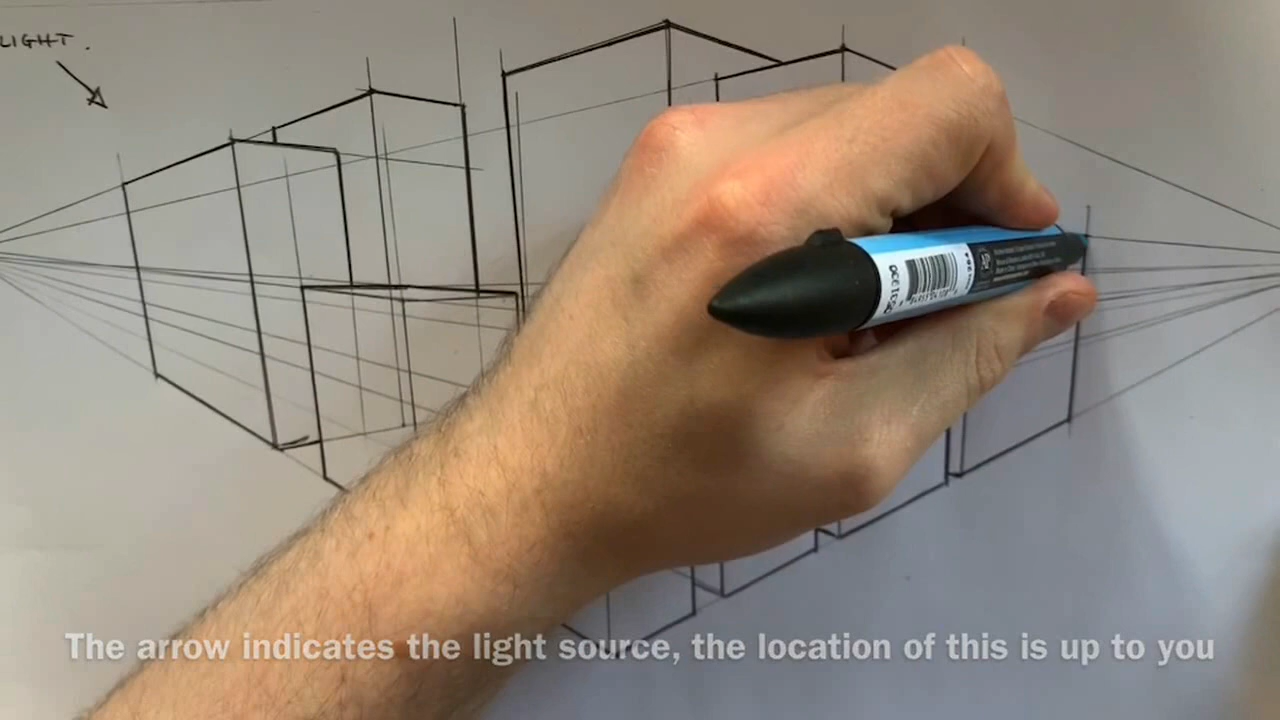 LIGHT.
The arrow indicates the light source, the location of this is up to you